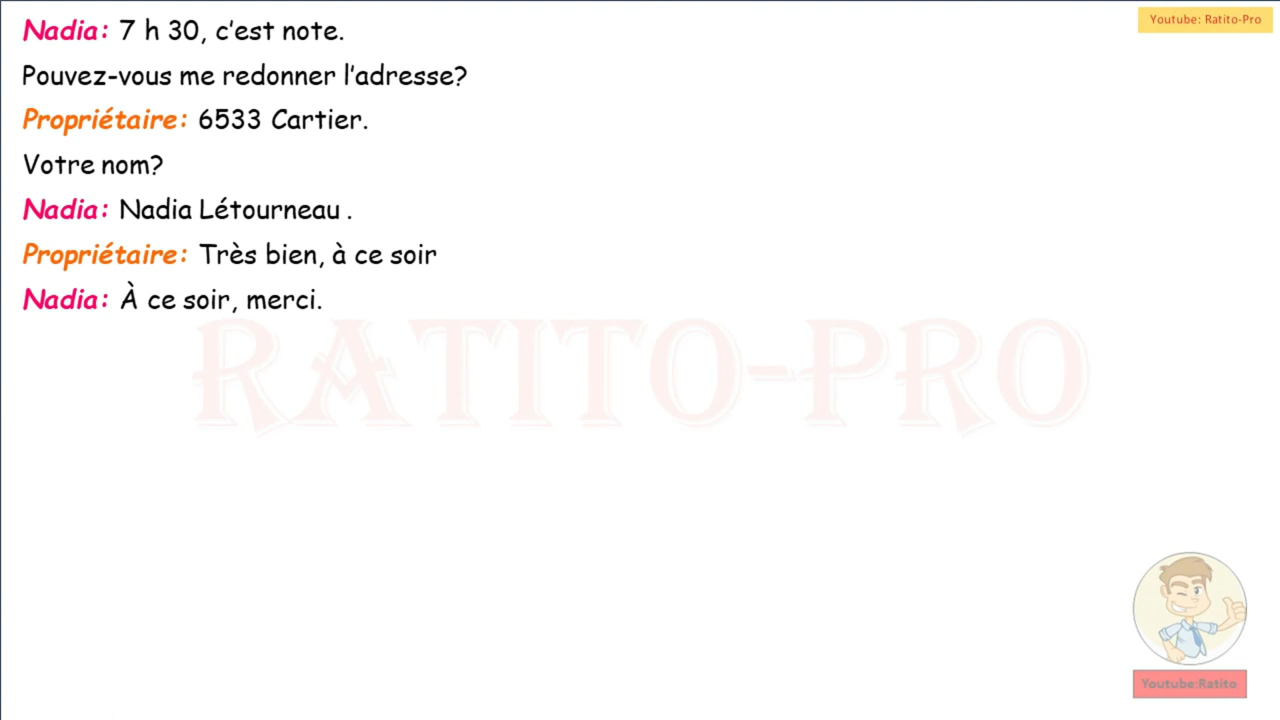 Nadia: 7 h 30, c'est note.
Youtube: Ratito-Pro
Pouvez-vous me redonner l'adresse?
Propriétaire: 6533 Cartier.
Votre nom?
Nadia: Nadia Létourneau .
Propriétaire: Très bien, à ce soir
Nadia: À ce soir, merci.
RATITO-PRO
Youtube:Ratito